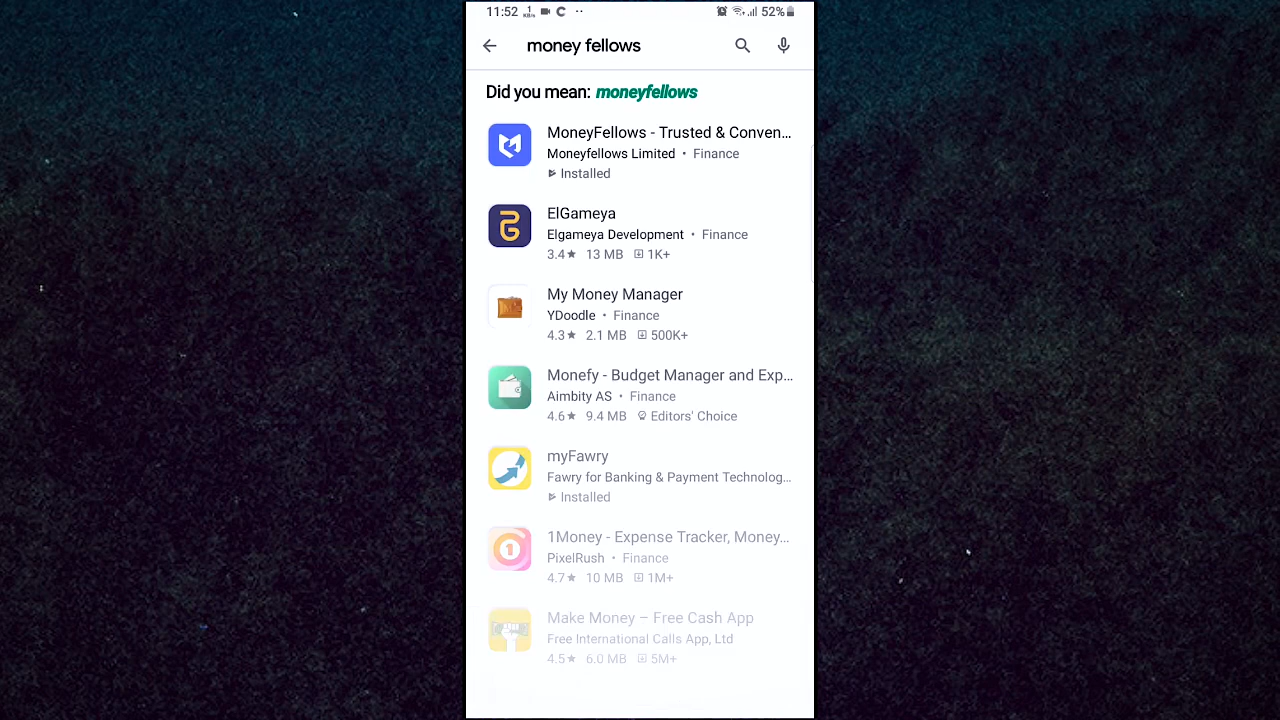 11:52 1 KB/s C ·· 52%
money fellows
Did you mean: moneyfellows
MoneyFellows - Trusted & Conven...
Moneyfellows Limited • Finance
Installed
ElGameya
Elgameya Development • Finance
3.4★ 13 MB 1K+
My Money Manager
YDoodle • Finance
4.3★ 2.1 MB 500K+
Monefy - Budget Manager and Exp...
Aimbity AS • Finance
4.6★ 9.4 MB Editors' Choice
myFawry
Fawry for Banking & Payment Technolog...
Installed
1Money - Expense Tracker, Money...
PixelRush • Finance
4.7★ 10 MB 1M+
Make Money – Free Cash App
Free International Calls App, Ltd
4.5★ 6.0 MB 5M+